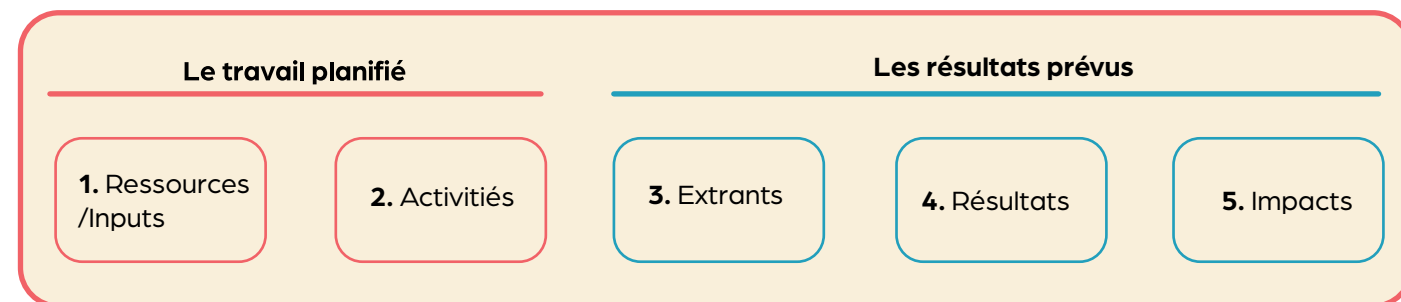 Le travail planifié
Les résultats prévus
1. Ressources
/Inputs
2. Activitiés
3. Extrants
4. Résultats
5. Impacts